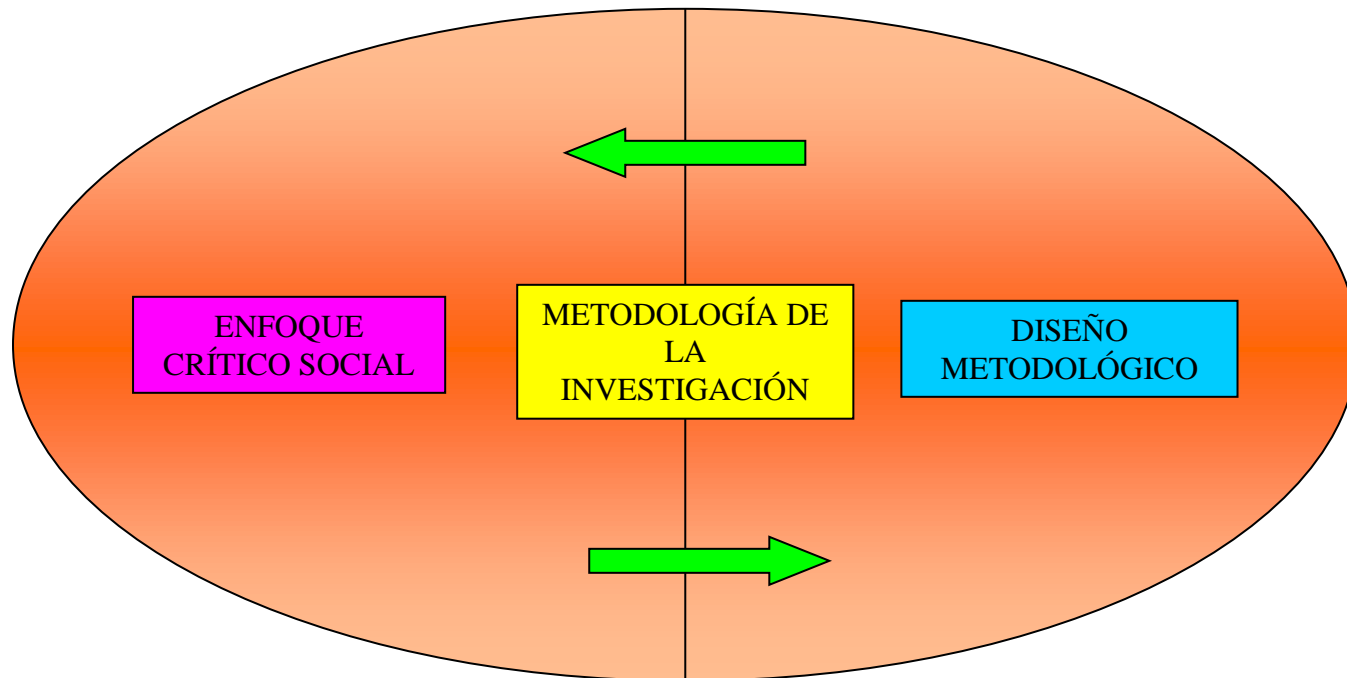 ENFOQUE
CRÍTICO SOCIAL
METODOLOGÍA DE
LA
INVESTIGACIÓN
DISEÑO
METODOLÓGICO